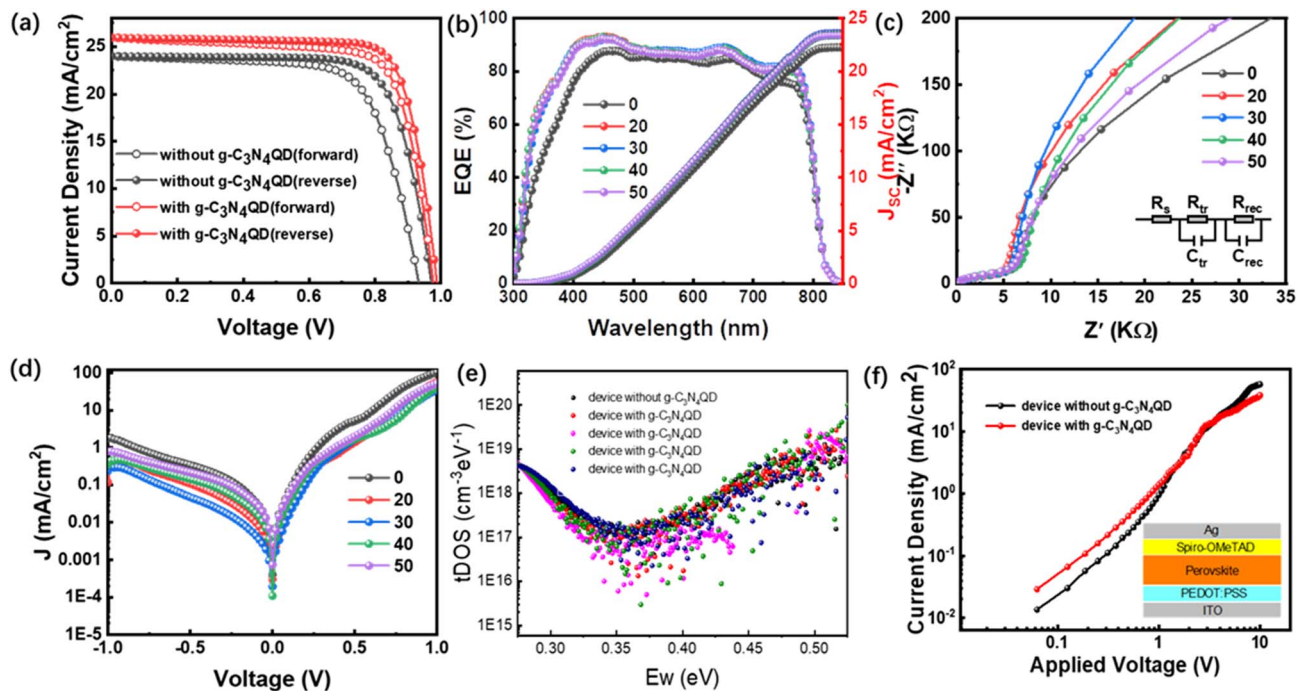 (a)
Current Density (mA/cm²)
25
20
15
10
5
0
without g-C₃N₄QD(forward)
without g-C₃N₄QD(reverse)
with g-C₃N₄QD(forward)
with g-C₃N₄QD(reverse)
0.0 0.2 0.4 0.6 0.8 1.0
Voltage (V)
(b)
EQE (%)
100
80
60
40
20
0
0
20
30
40
50
300 400 500 600 700 800
Wavelength (nm)
25
20
15
10
5
0
J_SC (mA/cm²)
(c)
-Z'' (KΩ)
200
150
100
50
0
0
20
30
40
50
R_s R_tr R_rec
C_tr C_rec
0 5 10 15 20 25 30 35
Z' (KΩ)
(d)
J (mA/cm²)
100
10
1
0.1
0.01
0.001
1E-4
1E-5
0
20
30
40
50
-1.0 -0.5 0.0 0.5 1.0
Voltage (V)
(e)
tDOS (cm⁻³eV⁻¹)
1E20
1E19
1E18
1E17
1E16
1E15
device without g-C₃N₄QD
device with g-C₃N₄QD
device with g-C₃N₄QD
device with g-C₃N₄QD
device with g-C₃N₄QD
0.30 0.35 0.40 0.45 0.50
Ew (eV)
(f)
Current Density (mA/cm²)
10²
10¹
10⁰
10⁻¹
10⁻²
device without g-C₃N₄QD
device with g-C₃N₄QD
Ag
Spiro-OMeTAD
Perovskite
PEDOT:PSS
ITO
0.1 1 10
Applied Voltage (V)